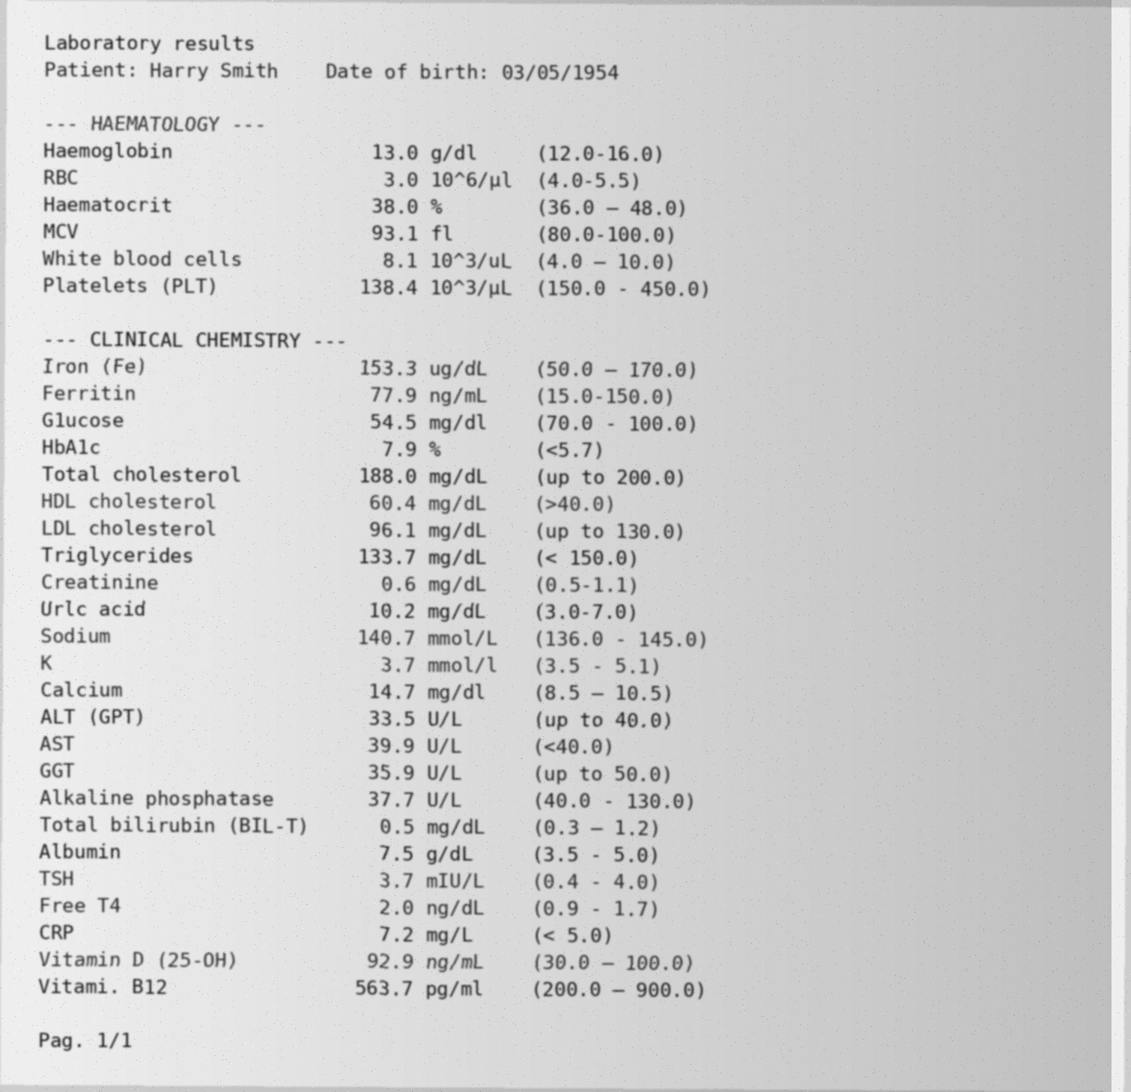 Laboratory results
Patient: Harry Smith    Date of birth: 03/05/1954
--- HAEMATOLOGY ---
Haemoglobin 13.0 g/dl (12.0-16.0)
RBC 3.0 10^6/µl (4.0-5.5)
Haematocrit 38.0 % (36.0 – 48.0)
MCV 93.1 fl (80.0-100.0)
White blood cells 8.1 10^3/uL (4.0 – 10.0)
Platelets (PLT) 138.4 10^3/µL (150.0 - 450.0)
--- CLINICAL CHEMISTRY ---
Iron (Fe) 153.3 ug/dL (50.0 – 170.0)
Ferritin 77.9 ng/mL (15.0-150.0)
G1ucose 54.5 mg/dl (70.0 - 100.0)
HbA1c 7.9 % (<5.7)
Total cholesterol 188.0 mg/dL (up to 200.0)
HDL cholesterol 60.4 mg/dL (>40.0)
LDL cholesterol 96.1 mg/dL (up to 130.0)
Triglycerides 133.7 mg/dL (< 150.0)
Creatinine 0.6 mg/dL (0.5-1.1)
Urlc acid 10.2 mg/dL (3.0-7.0)
Sodium 140.7 mmol/L (136.0 - 145.0)
K 3.7 mmol/l (3.5 - 5.1)
Calcium 14.7 mg/dl (8.5 – 10.5)
ALT (GPT) 33.5 U/L (up to 40.0)
AST 39.9 U/L (<40.0)
GGT 35.9 U/L (up to 50.0)
Alkaline phosphatase 37.7 U/L (40.0 - 130.0)
Total bilirubin (BIL-T) 0.5 mg/dL (0.3 – 1.2)
Albumin 7.5 g/dL (3.5 - 5.0)
TSH 3.7 mIU/L (0.4 - 4.0)
Free T4 2.0 ng/dL (0.9 - 1.7)
CRP 7.2 mg/L (< 5.0)
Vitamin D (25-OH) 92.9 ng/mL (30.0 – 100.0)
Vitami. B12 563.7 pg/ml (200.0 – 900.0)
Pag. 1/1